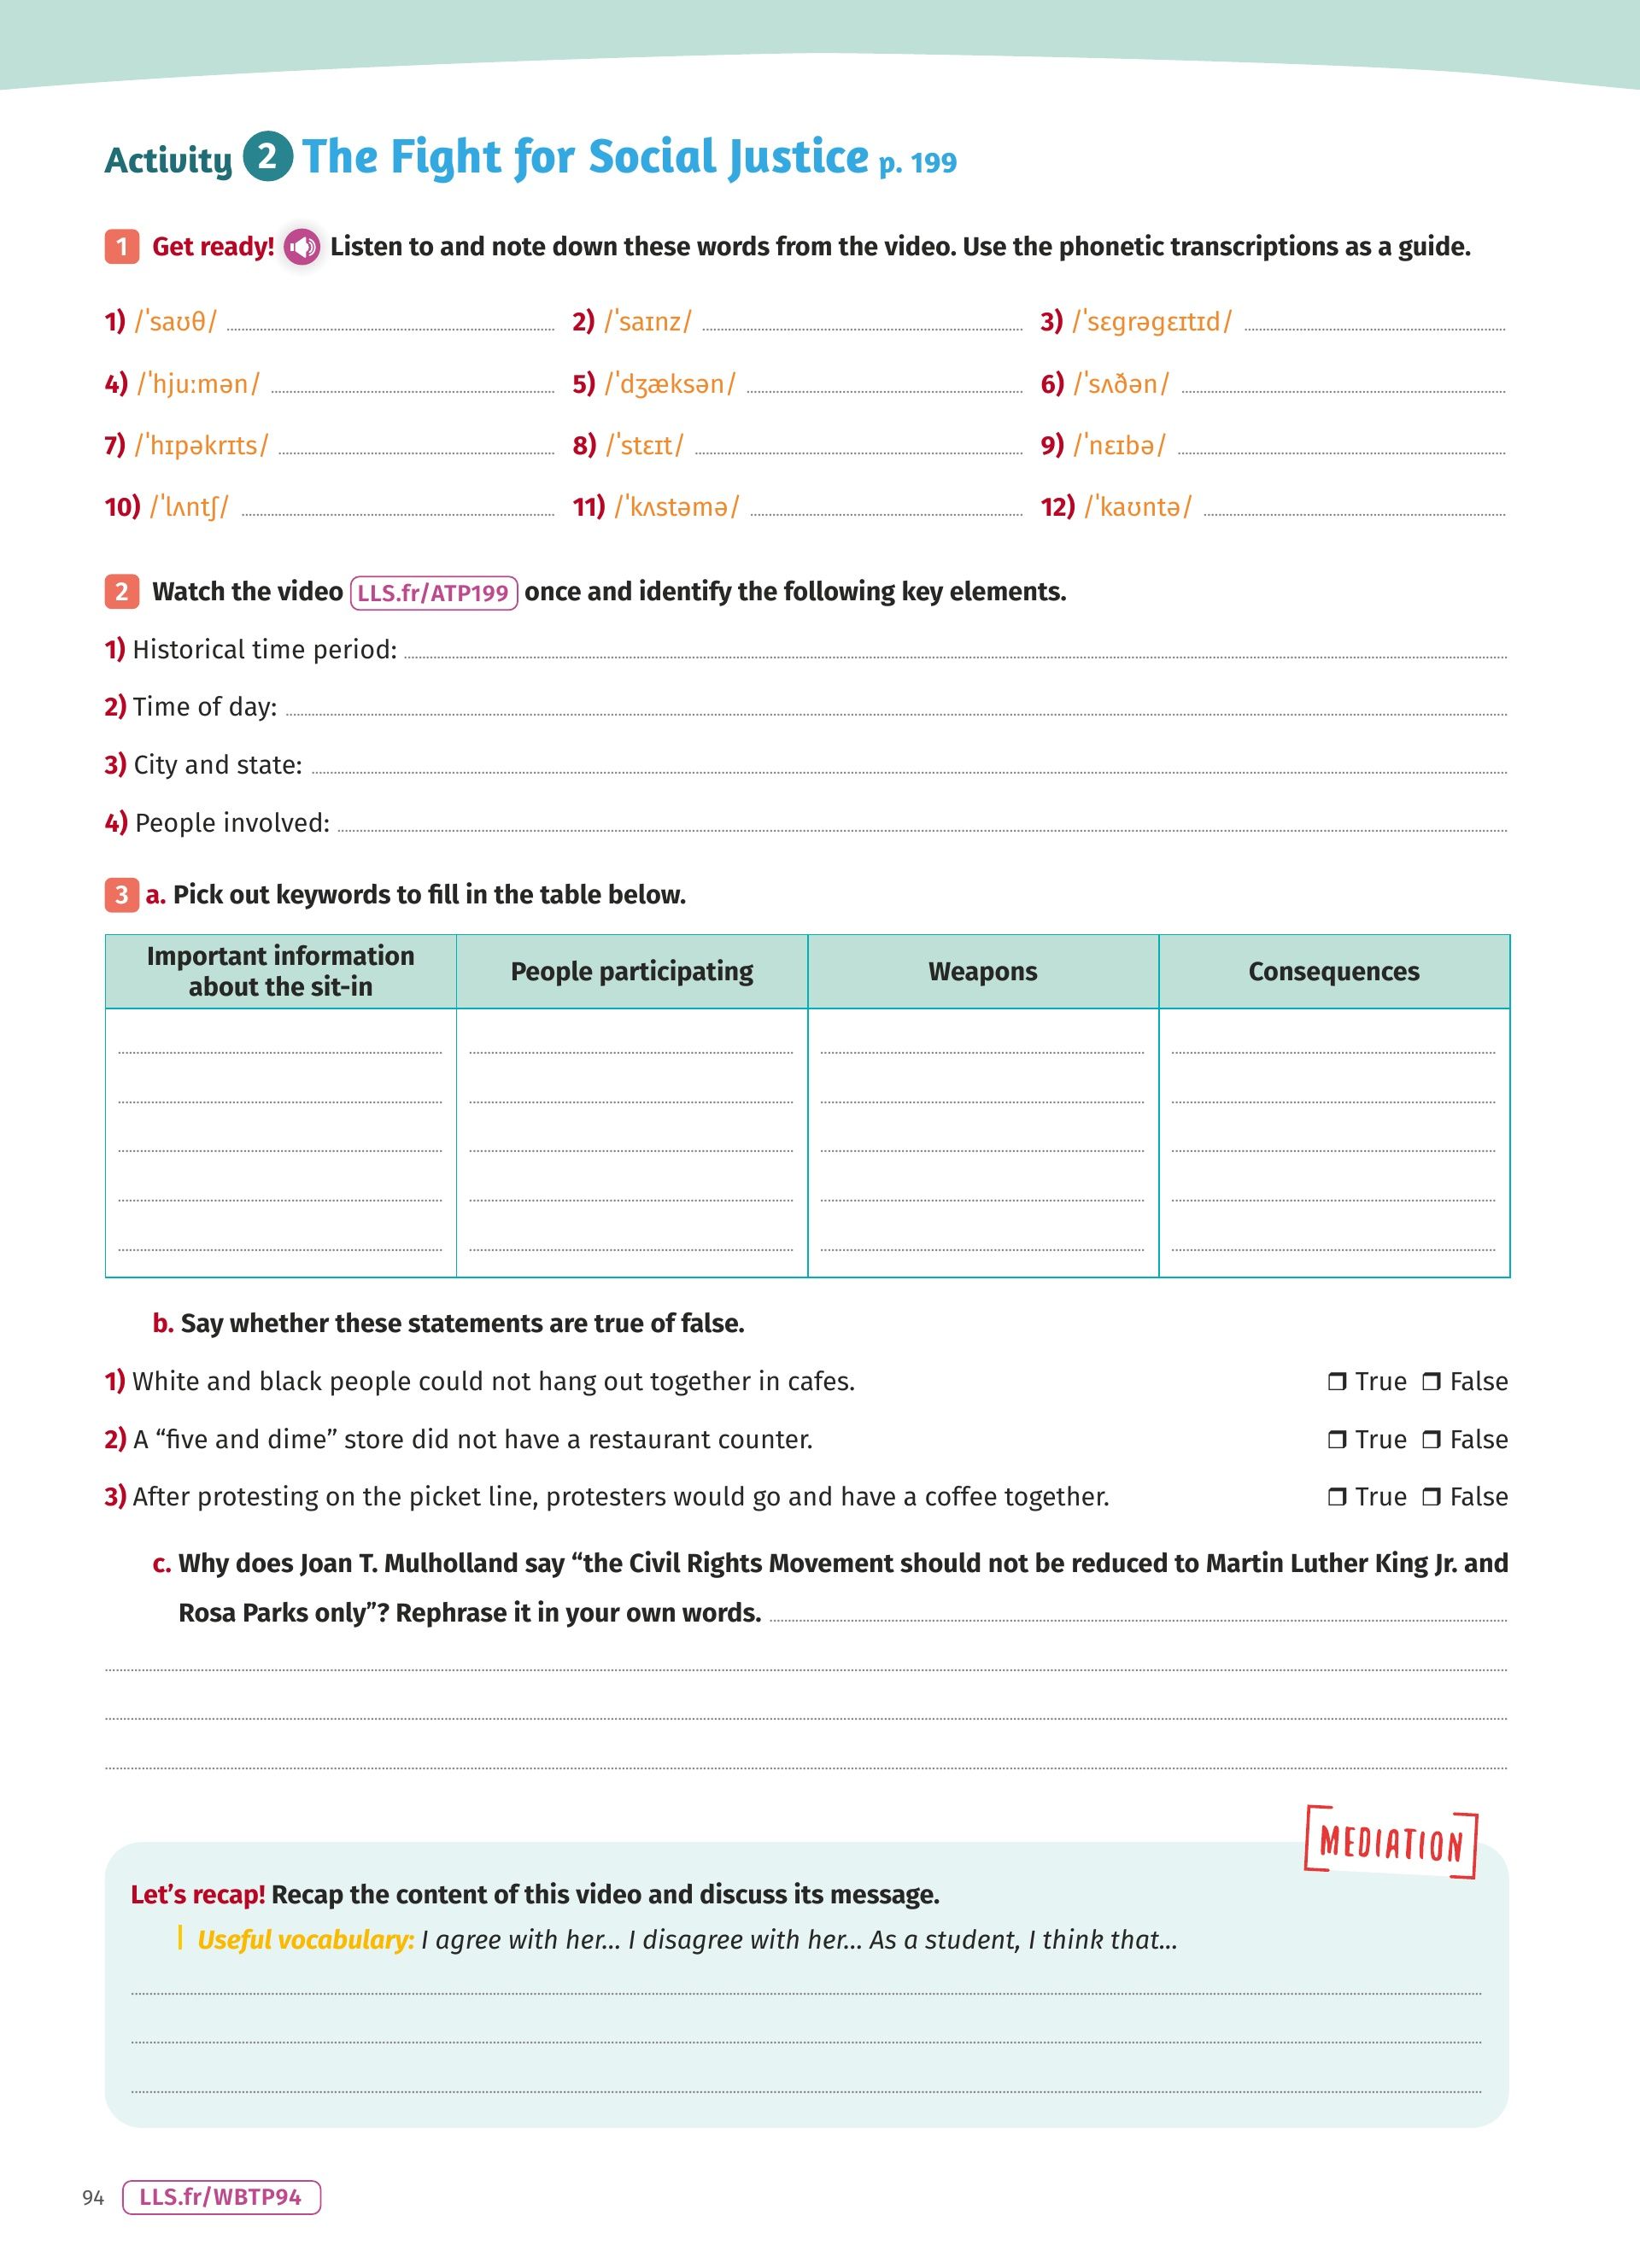 Activity 2 The Fight for Social Justice p. 199
1 Get ready! Listen to and note down these words from the video. Use the phonetic transcriptions as a guide.
1) /ˈsaʊθ/ 2) /ˈsaɪnz/ 3) /ˈsɛgrəgɛɪtɪd/
4) /ˈhjuːmən/ 5) /ˈdʒæksən/ 6) /ˈsʌðən/
7) /ˈhɪpəkrɪts/ 8) /ˈstɛɪt/ 9) /ˈnɛɪbə/
10) /ˈlʌntʃ/ 11) /ˈkʌstəmə/ 12) /ˈkaʊntə/
2 Watch the video LLS.fr/ATP199 once and identify the following key elements.
1) Historical time period:
2) Time of day:
3) City and state:
4) People involved:
3 a. Pick out keywords to fill in the table below.
Important information
about the sit-in
People participating
Weapons
Consequences
b. Say whether these statements are true of false.
1) White and black people could not hang out together in cafes. ❒ True ❒ False
2) A “five and dime” store did not have a restaurant counter. ❒ True ❒ False
3) After protesting on the picket line, protesters would go and have a coffee together. ❒ True ❒ False
c. Why does Joan T. Mulholland say “the Civil Rights Movement should not be reduced to Martin Luther King Jr. and
Rosa Parks only”? Rephrase it in your own words.
MEDIATION
Let’s recap! Recap the content of this video and discuss its message.
Useful vocabulary: I agree with her... I disagree with her... As a student, I think that...
94 LLS.fr/WBTP94